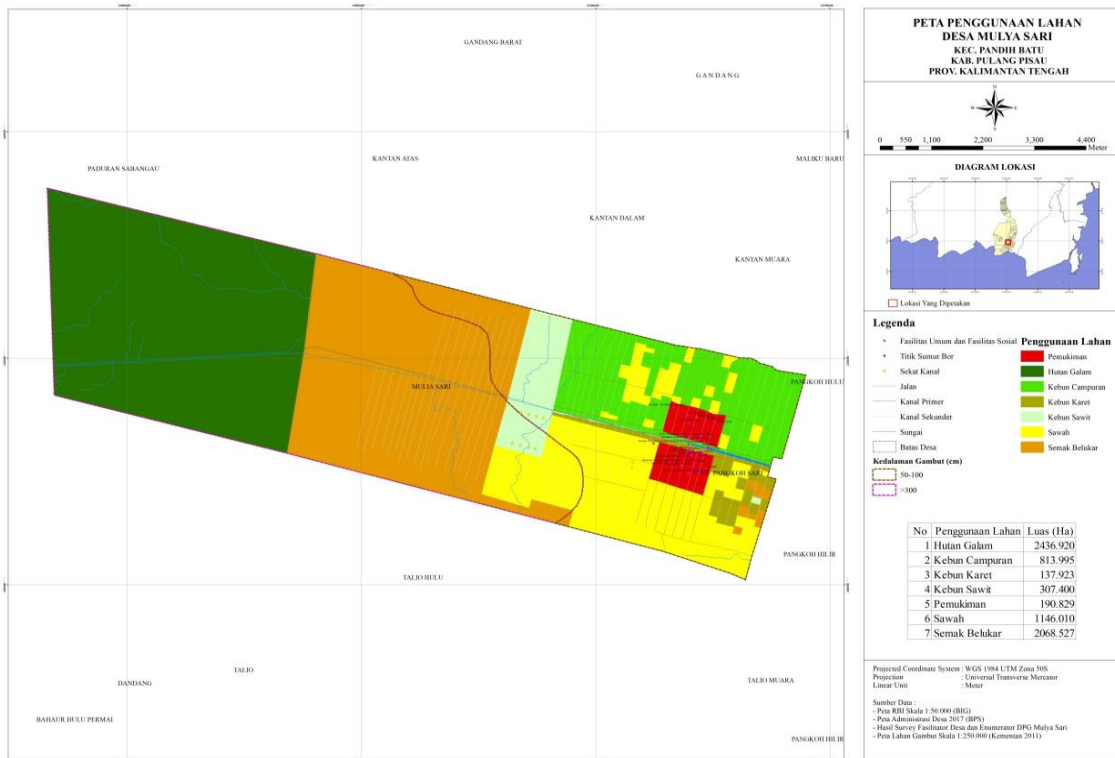 GANDANG BARAT
G A N D A N G
KANTAN ATAS
MALIKU BARU
PADURAN SABANGAU
KANTAN DALAM
KANTAN MUARA
MULIA SARI
PANGKOH HULU
PANGKOH SARI
PANGKOH HILIR
TALIO HULU
TALIO
DANDANG
TALIO MUARA
BAHAUR HULU PERMAI
PANGKOH HILIR
PETA PENGGUNAAN LAHAN
DESA MULYA SARI
KEC. PANDIH BATU
KAB. PULANG PISAU
PROV. KALIMANTAN TENGAH
N
W E
S
0 550 1,100 2,200 3,300 4,400
Meter
DIAGRAM LOKASI
Lokasi Yang Dipetakan
Legenda
Fasilitas Umum dan Fasilitas Sosial
Titik Sumur Bor
Sekat Kanal
Jalan
Kanal Primer
Kanal Sekunder
Sungai
Batas Desa
Kedalaman Gambut (cm)
50-100
>300
Penggunaan Lahan
Pemukiman
Hutan Galam
Kebun Campuran
Kebun Karet
Kebun Sawit
Sawah
Semak Belukar
No Penggunaan Lahan Luas (Ha)
1 Hutan Galam 2436.920
2 Kebun Campuran 813.995
3 Kebun Karet 137.923
4 Kebun Sawit 307.400
5 Pemukiman 190.829
6 Sawah 1146.010
7 Semak Belukar 2068.527
Projected Coordinate System : WGS 1984 UTM Zona 50S
Projection : Universal Transverse Mercator
Linear Unit : Meter
Sumber Data :
- Peta RBI Skala 1:50.000 (BIG)
- Peta Administrasi Desa 2017 (BPS)
- Hasil Survey Fasilitator Desa dan Enumerator DPG Mulya Sari
- Peta Lahan Gambut Skala 1:250.000 (Kementan 2011)